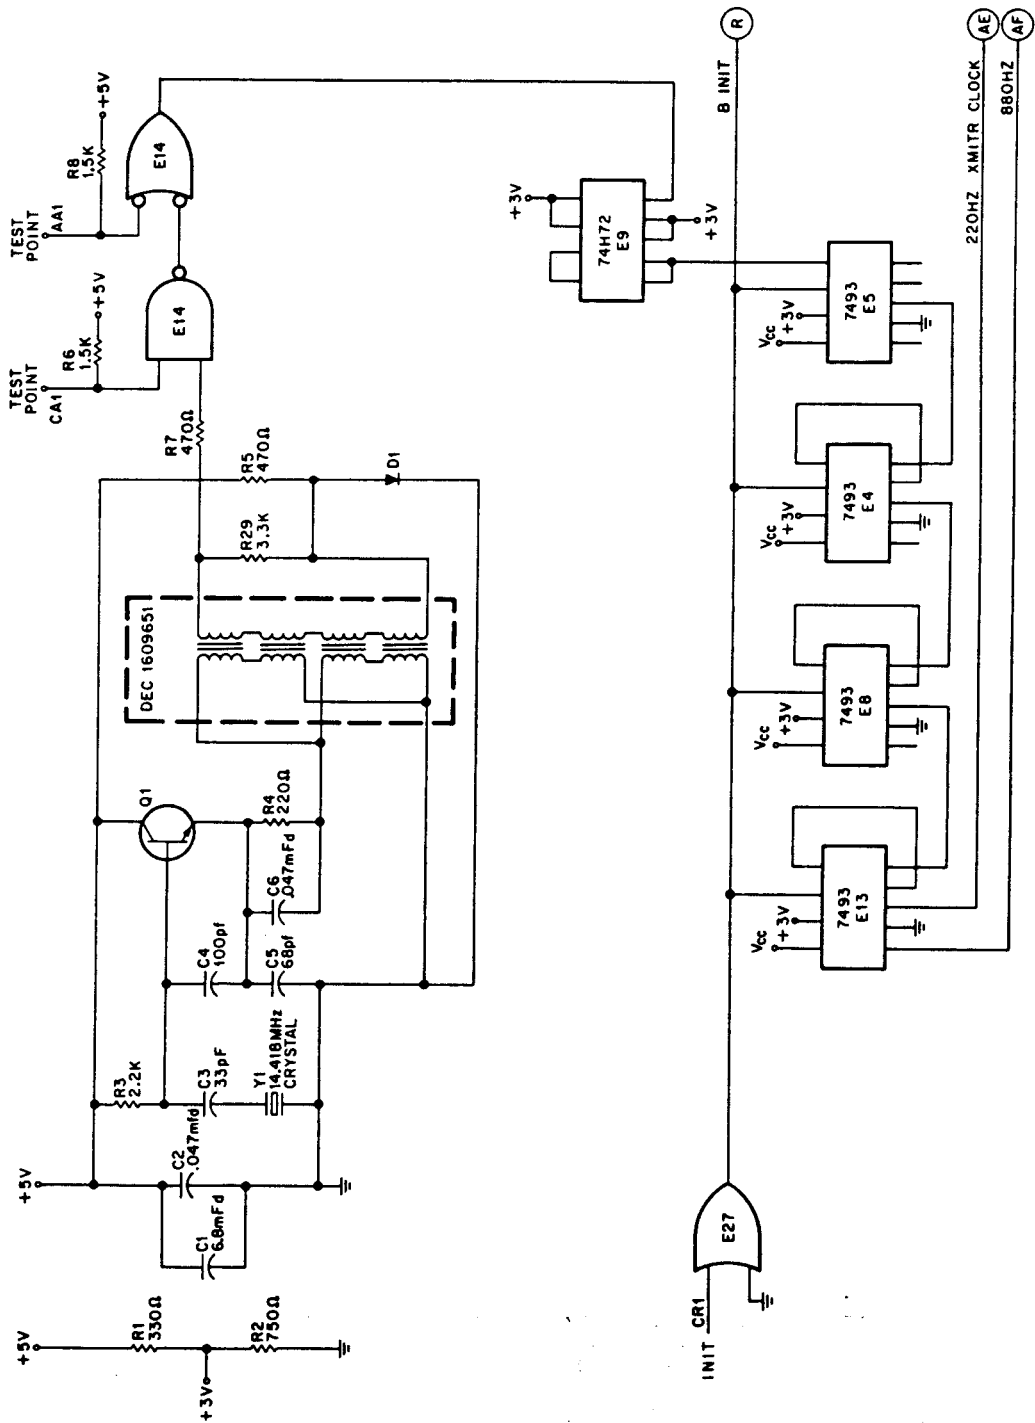 +5V
R1
330Ω
+3V
R2
750Ω
+5V
C1
6.8mFd
C2
.047mfd
R3
2.2K
C3
33pF
Y1
14.418MHz
CRYSTAL
C4
100pf
C5
68pf
C6
.047mFd
Q1
R4
220Ω
DEC 1609651
R29
3.3K
R5
470Ω
D1
R7
470Ω
TEST
POINT
CA1
R6
1.5K
+5V
E14
TEST
POINT
AA1
R8
1.5K
+5V
E14
+3V
74H72
E9
+3V
INIT
CR1
E27
B INIT
R
Vcc
+3V
7493
E13
Vcc
+3V
7493
E8
Vcc
+3V
7493
E4
Vcc
+3V
7493
E5
220HZ XMITR CLOCK
AE
880HZ
AF